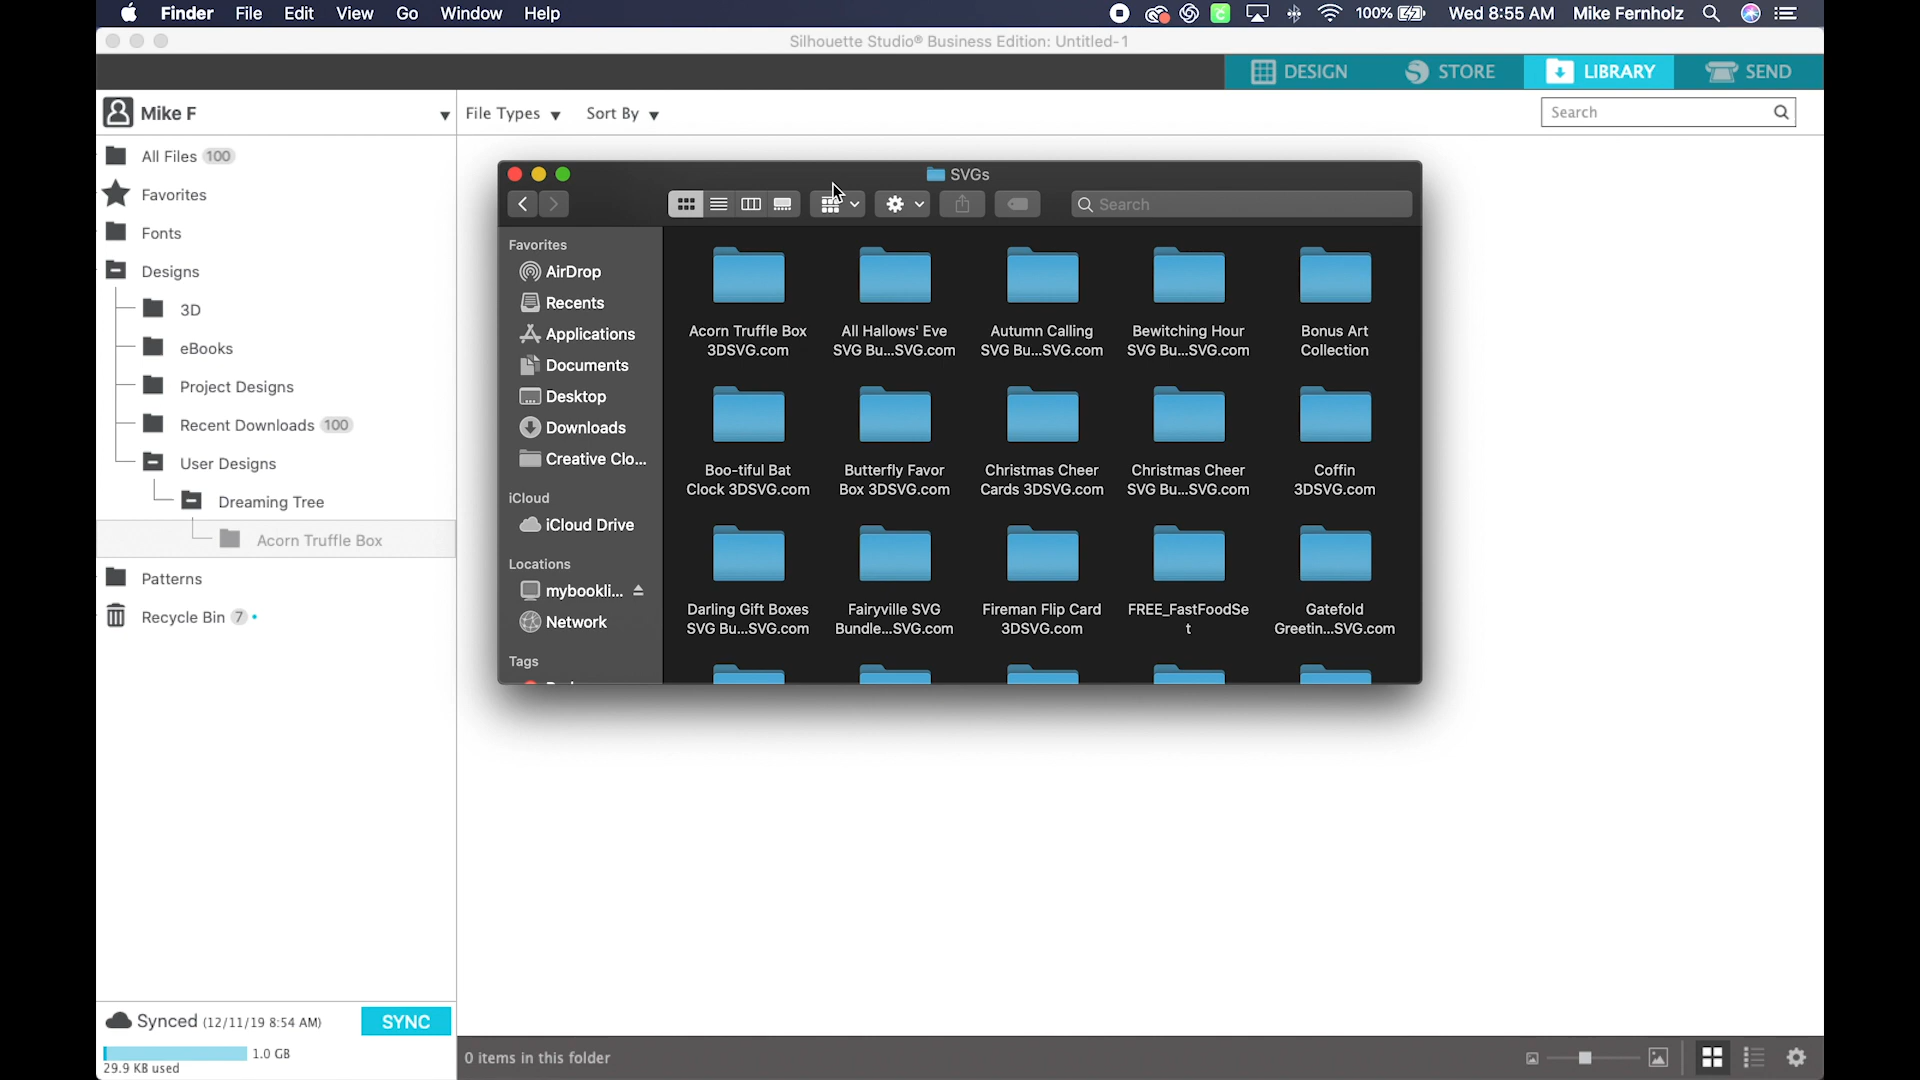 Finder File Edit View Go Window Help 100% Wed 8:55 AM Mike Fernholz
Silhouette Studio® Business Edition: Untitled-1
DESIGN STORE LIBRARY SEND
Mike F
File Types Sort By Search
All Files 100
Favorites
Fonts
Designs
3D
eBooks
Project Designs
Recent Downloads 100
User Designs
Dreaming Tree
Acorn Truffle Box
Patterns
Recycle Bin 7
SVGs
Search
Favorites
AirDrop
Recents
Applications
Documents
Desktop
Downloads
Creative Clo...
iCloud
iCloud Drive
Locations
mybookli...
Network
Tags
Acorn Truffle Box
3DSVG.com
All Hallows' Eve
SVG Bu...SVG.com
Autumn Calling
SVG Bu...SVG.com
Bewitching Hour
SVG Bu...SVG.com
Bonus Art
Collection
Boo-tiful Bat
Clock 3DSVG.com
Butterfly Favor
Box 3DSVG.com
Christmas Cheer
Cards 3DSVG.com
Christmas Cheer
SVG Bu...SVG.com
Coffin
3DSVG.com
Darling Gift Boxes
SVG Bu...SVG.com
Fairyville SVG
Bundle...SVG.com
Fireman Flip Card
3DSVG.com
FREE_FastFoodSe
t
Gatefold
Greetin...SVG.com
Synced (12/11/19 8:54 AM) SYNC
1.0 GB
29.9 KB used
0 items in this folder